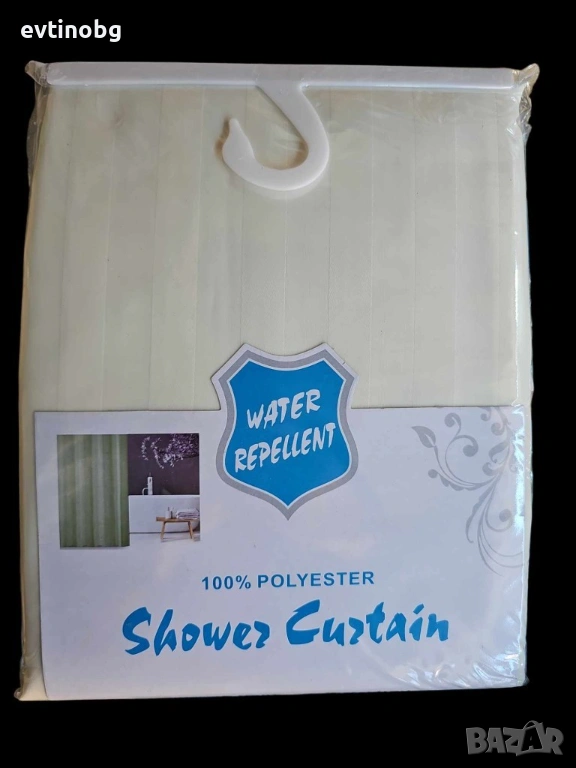 evtinobg
WATER
REPELLENT
100% POLYESTER
Shower Curtain
BAZAR